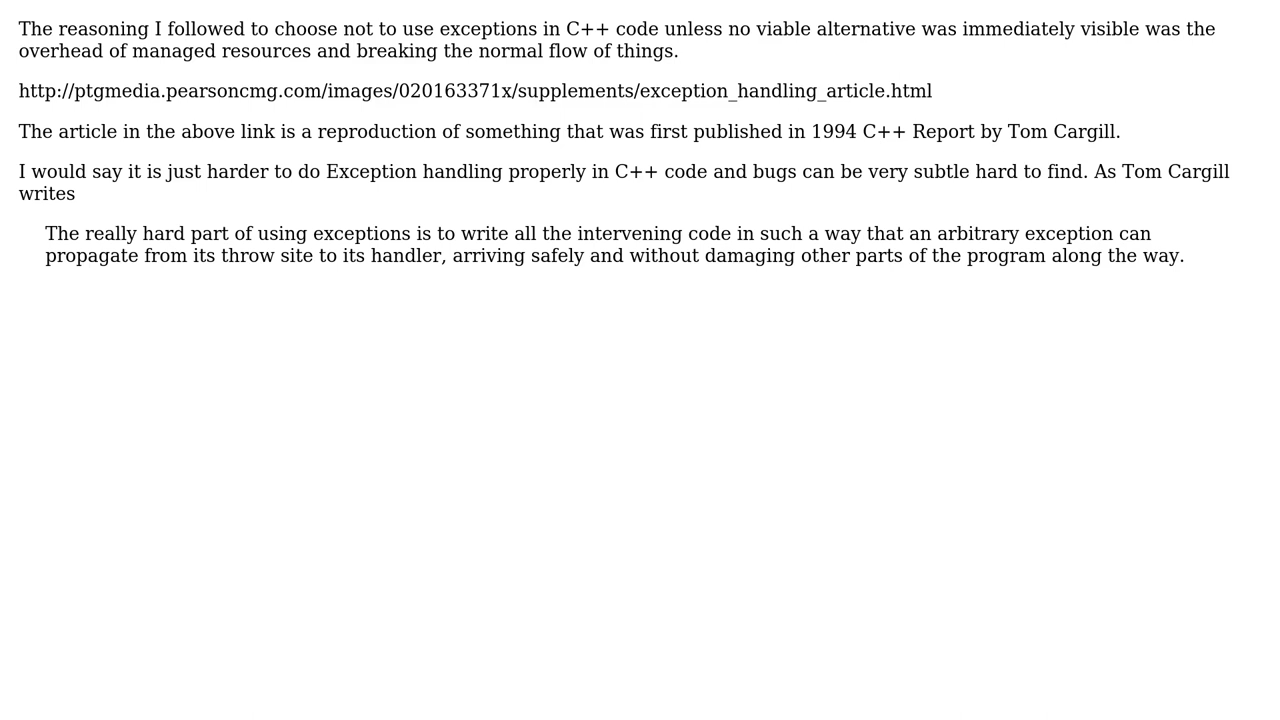 The reasoning I followed to choose not to use exceptions in C++ code unless no viable alternative was immediately visible was the
overhead of managed resources and breaking the normal flow of things.
http://ptgmedia.pearsoncmg.com/images/020163371x/supplements/exception_handling_article.html
The article in the above link is a reproduction of something that was first published in 1994 C++ Report by Tom Cargill.
I would say it is just harder to do Exception handling properly in C++ code and bugs can be very subtle hard to find. As Tom Cargill
writes
The really hard part of using exceptions is to write all the intervening code in such a way that an arbitrary exception can
propagate from its throw site to its handler, arriving safely and without damaging other parts of the program along the way.